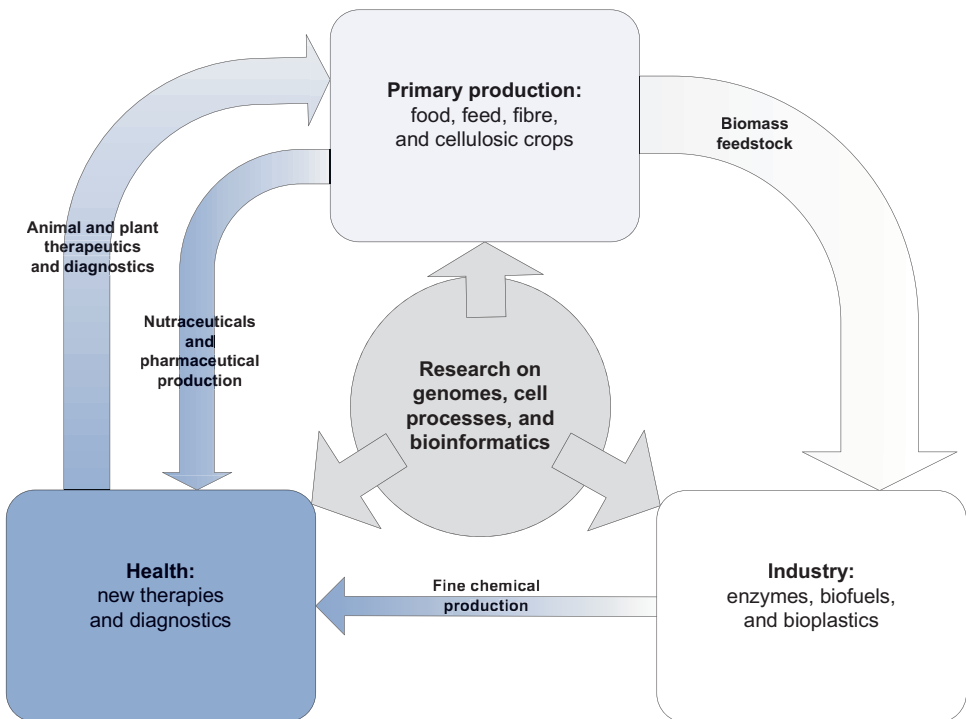 Primary production:
food, feed, fibre,
and cellosic crops
Biomass
feedstock
Animal and plant
therapeutics
and diagnostics
Nutraceuticals
and
pharmaceutical
production
Research on
genomes, cell
processes, and
bioinformatics
Health:
new therapies
and diagnostics
Fine chemical
production
Industry:
enzymes, biofuels,
and bioplastics